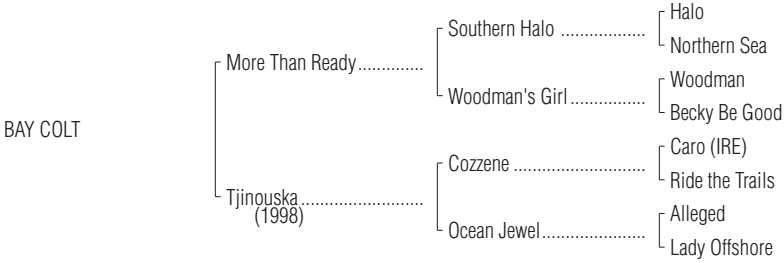 Halo
Southern Halo ...................
Northern Sea
More Than Ready..............
Woodman
Woodman's Girl .................
Becky Be Good
BAY COLT
Caro (IRE)
Cozzene .............................
Ride the Trails
Tjinouska ..........................
(1998)
Alleged
Ocean Jewel.......................
Lady Offshore